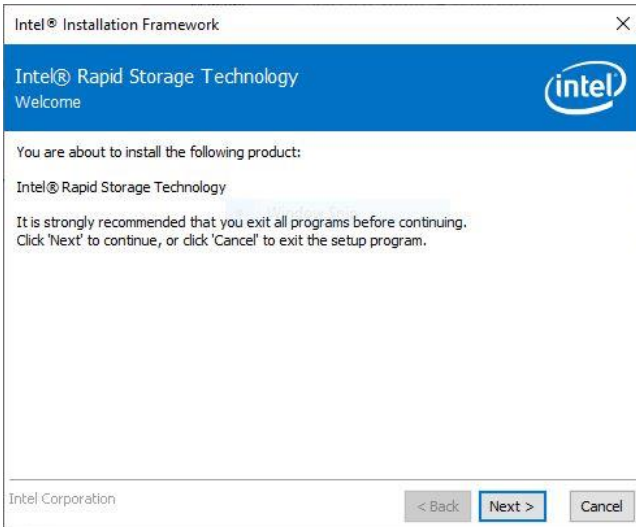 Intel® Installation Framework
Intel® Rapid Storage Technology
Welcome
intel
You are about to install the following product:
Intel® Rapid Storage Technology
It is strongly recommended that you exit all programs before continuing.
Click 'Next' to continue, or click 'Cancel' to exit the setup program.
Intel Corporation
< Back
Next >
Cancel